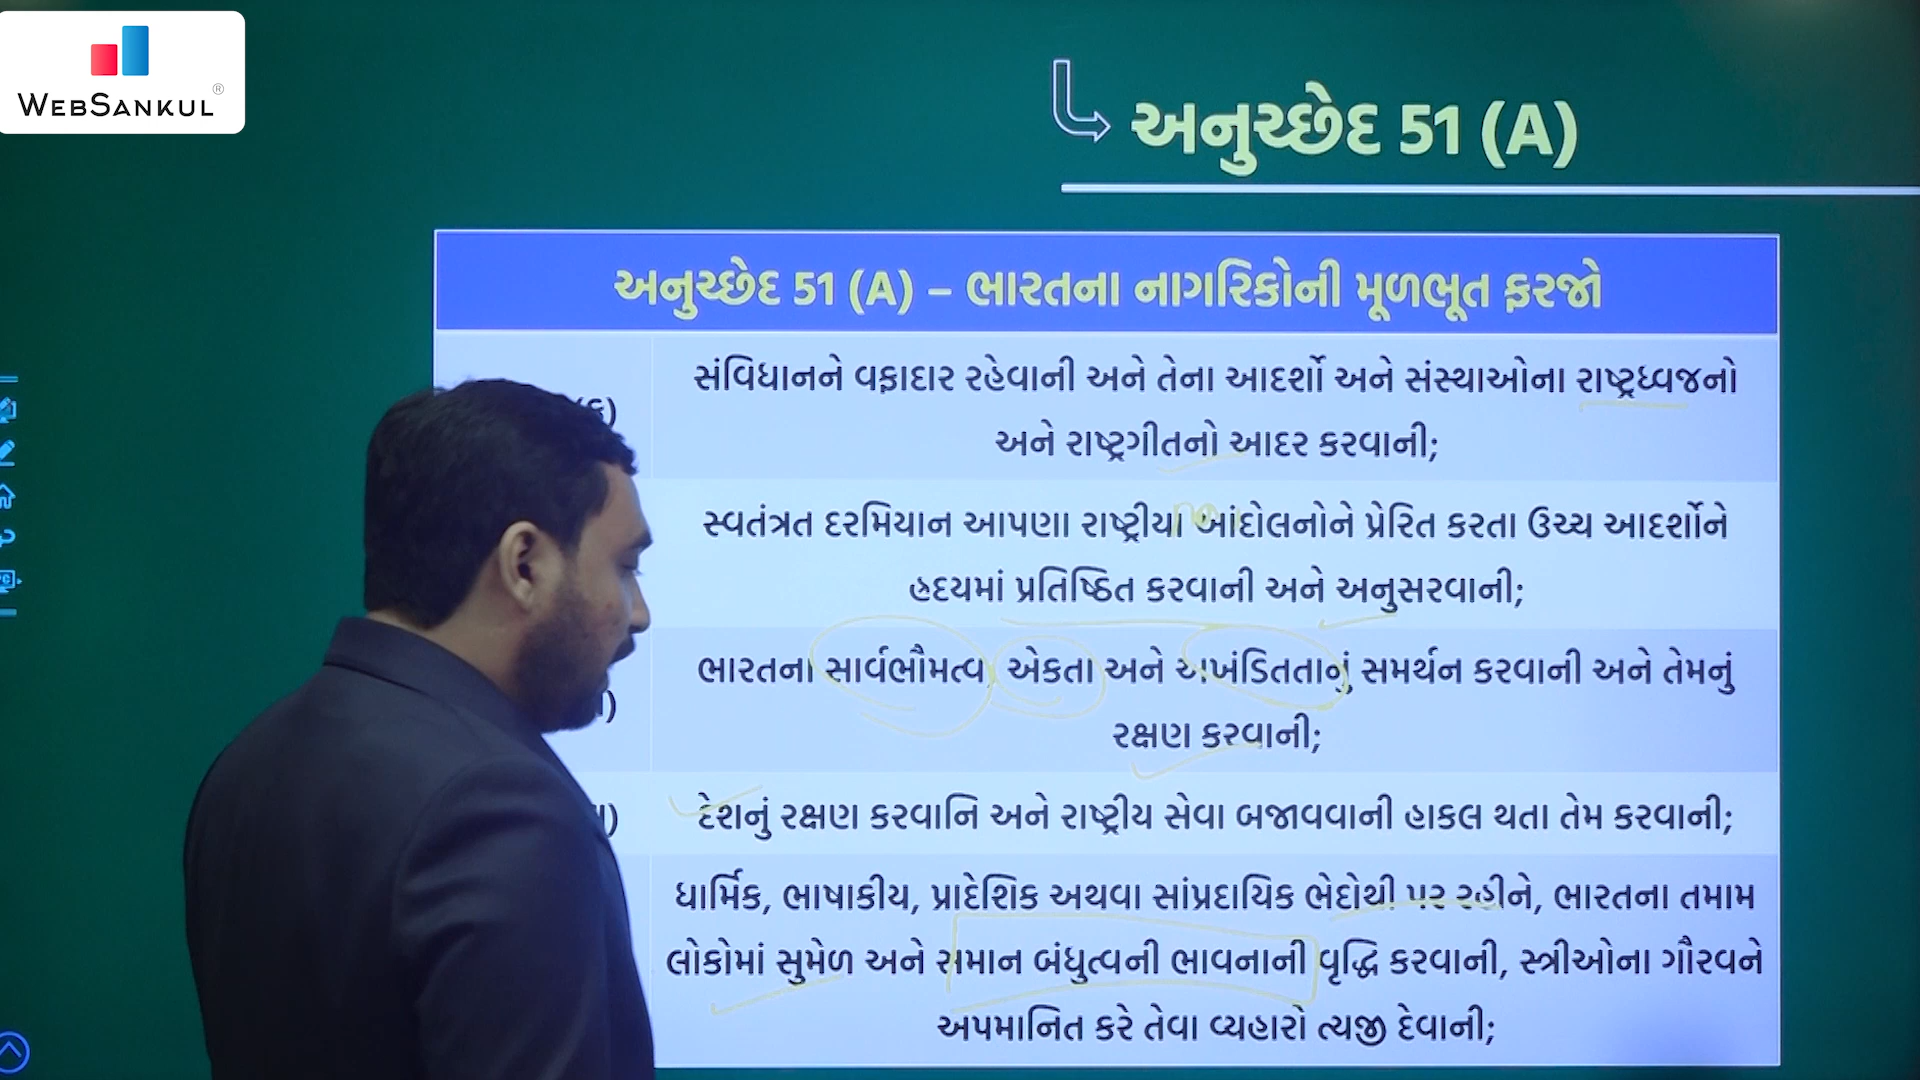 WEBSANKUL®
અનુચ્છેદ 51 (A)
અનુચ્છેદ 51 (A) – ભારતના નાગરિકોની મૂળભૂત ફરજો
સંવિધાનને વફાદાર રહેવાની અને તેના આદર્શો અને સંસ્થાઓના રાષ્ટ્રધ્વજનો
અને રાષ્ટ્રગીતનો આદર કરવાની;
સ્વતંત્રત દરમિયાન આપણા રાષ્ટ્રીયા આંદોલનોને પ્રેરિત કરતા ઉચ્ચ આદર્શોને
હૃદયમાં પ્રતિષ્ઠિત કરવાની અને અનુસરવાની;
ભારતના સાર્વભૌમત્વ, એકતા અને અખંડિતતાનું સમર્થન કરવાની અને તેમનું
રક્ષણ કરવાની;
દેશનું રક્ષણ કરવાનિ અને રાષ્ટ્રીય સેવા બજાવવાની હાકલ થતા તેમ કરવાની;
ધાર્મિક, ભાષાકીય, પ્રાદેશિક અથવા સાંપ્રદાયિક ભેદોથી પર રહીને, ભારતના તમામ
લોકોમાં સુમેળ અને સમાન બંધુત્વની ભાવનાની વૃદ્ધિ કરવાની, સ્ત્રીઓના ગૌરવને
અપમાનિત કરે તેવા વ્યહારો ત્યજી દેવાની;